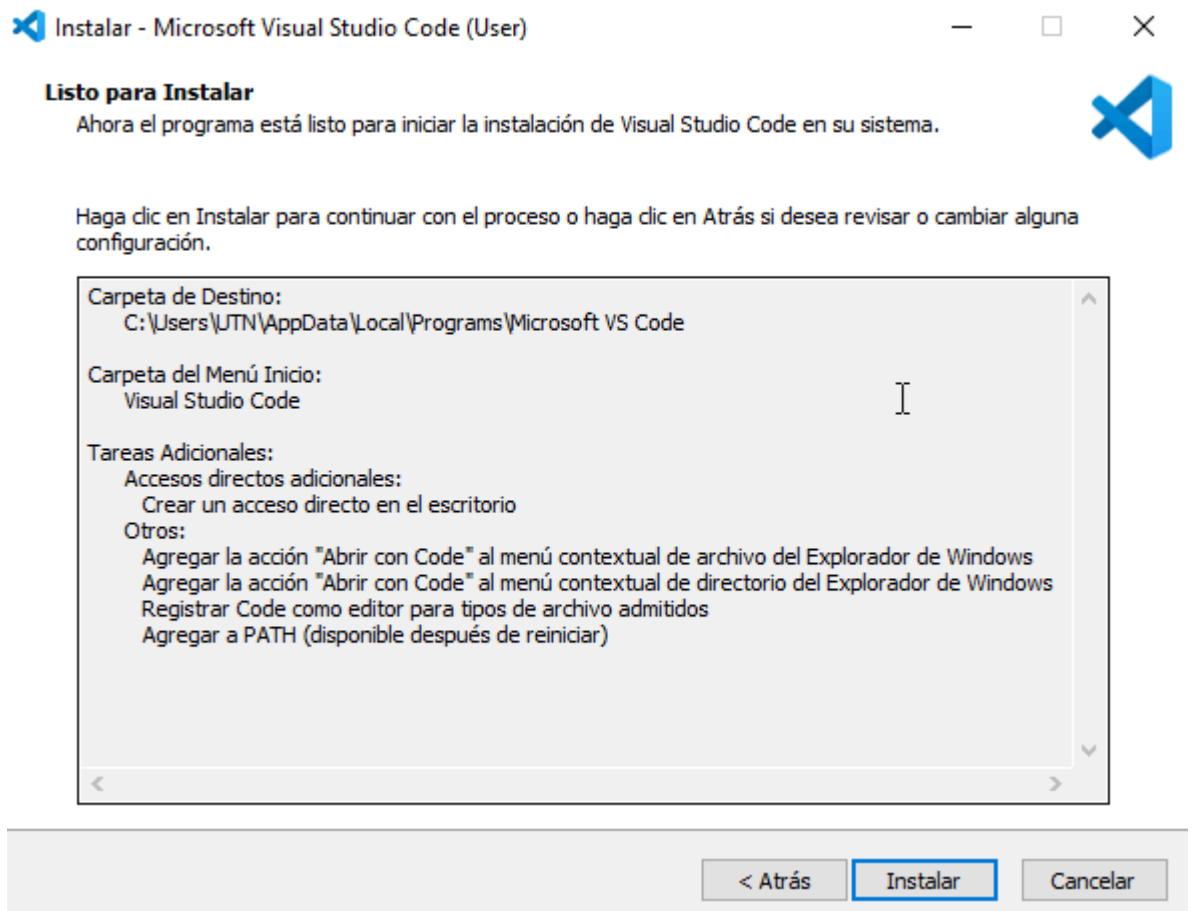 Instalar - Microsoft Visual Studio Code (User)
Listo para Instalar
Ahora el programa está listo para iniciar la instalación de Visual Studio Code en su sistema.
Haga clic en Instalar para continuar con el proceso o haga clic en Atrás si desea revisar o cambiar alguna
configuración.
Carpeta de Destino:
C:\Users\UTN\AppData\Local\Programs\Microsoft VS Code
Carpeta del Menú Inicio:
Visual Studio Code
Tareas Adicionales:
Accesos directos adicionales:
Crear un acceso directo en el escritorio
Otros:
Agregar la acción "Abrir con Code" al menú contextual de archivo del Explorador de Windows
Agregar la acción "Abrir con Code" al menú contextual de directorio del Explorador de Windows
Registrar Code como editor para tipos de archivo admitidos
Agregar a PATH (disponible después de reiniciar)
< Atrás
Instalar
Cancelar